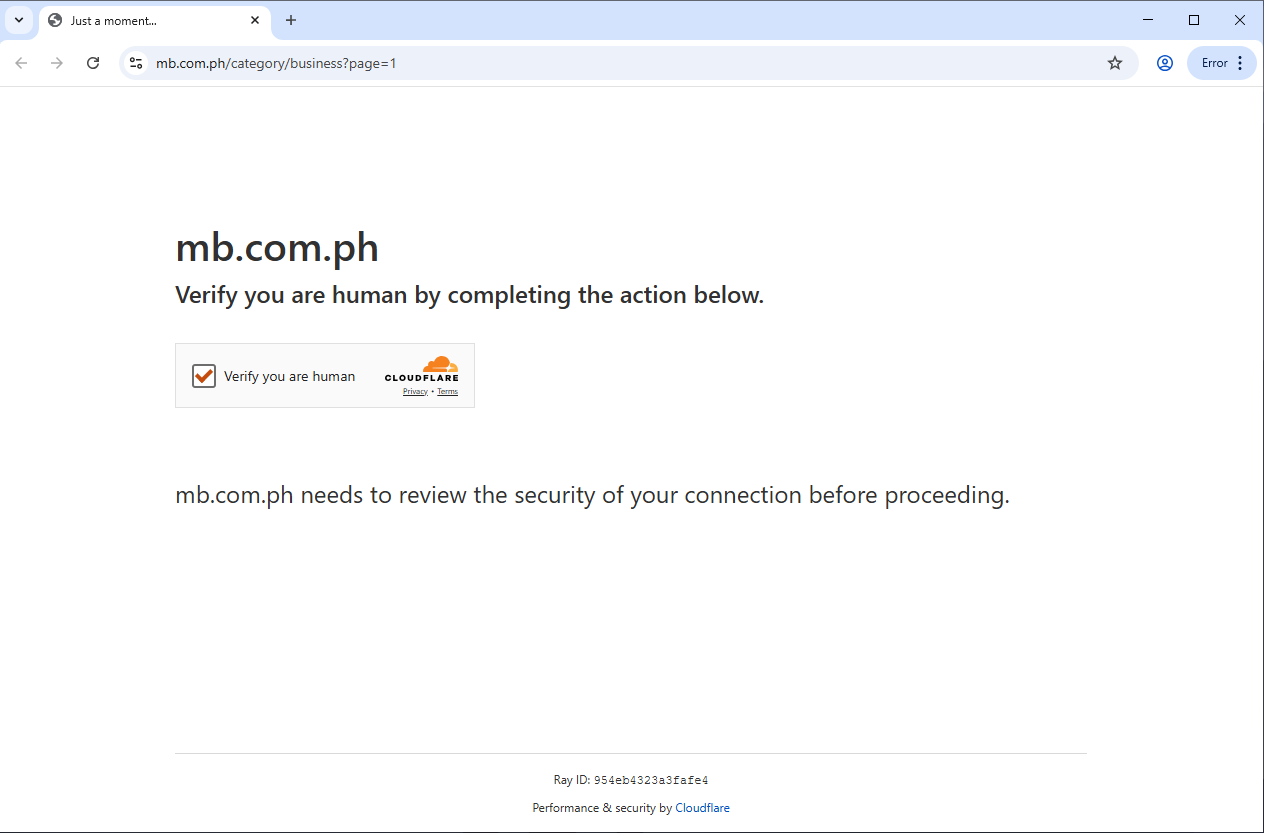 Just a moment...
mb.com.ph/category/business?page=1
Error
mb.com.ph
Verify you are human by completing the action below.
Verify you are human
CLOUDFLARE
Privacy • Terms
mb.com.ph needs to review the security of your connection before proceeding.
Ray ID: 954eb4323a3fafe4
Performance & security by Cloudflare